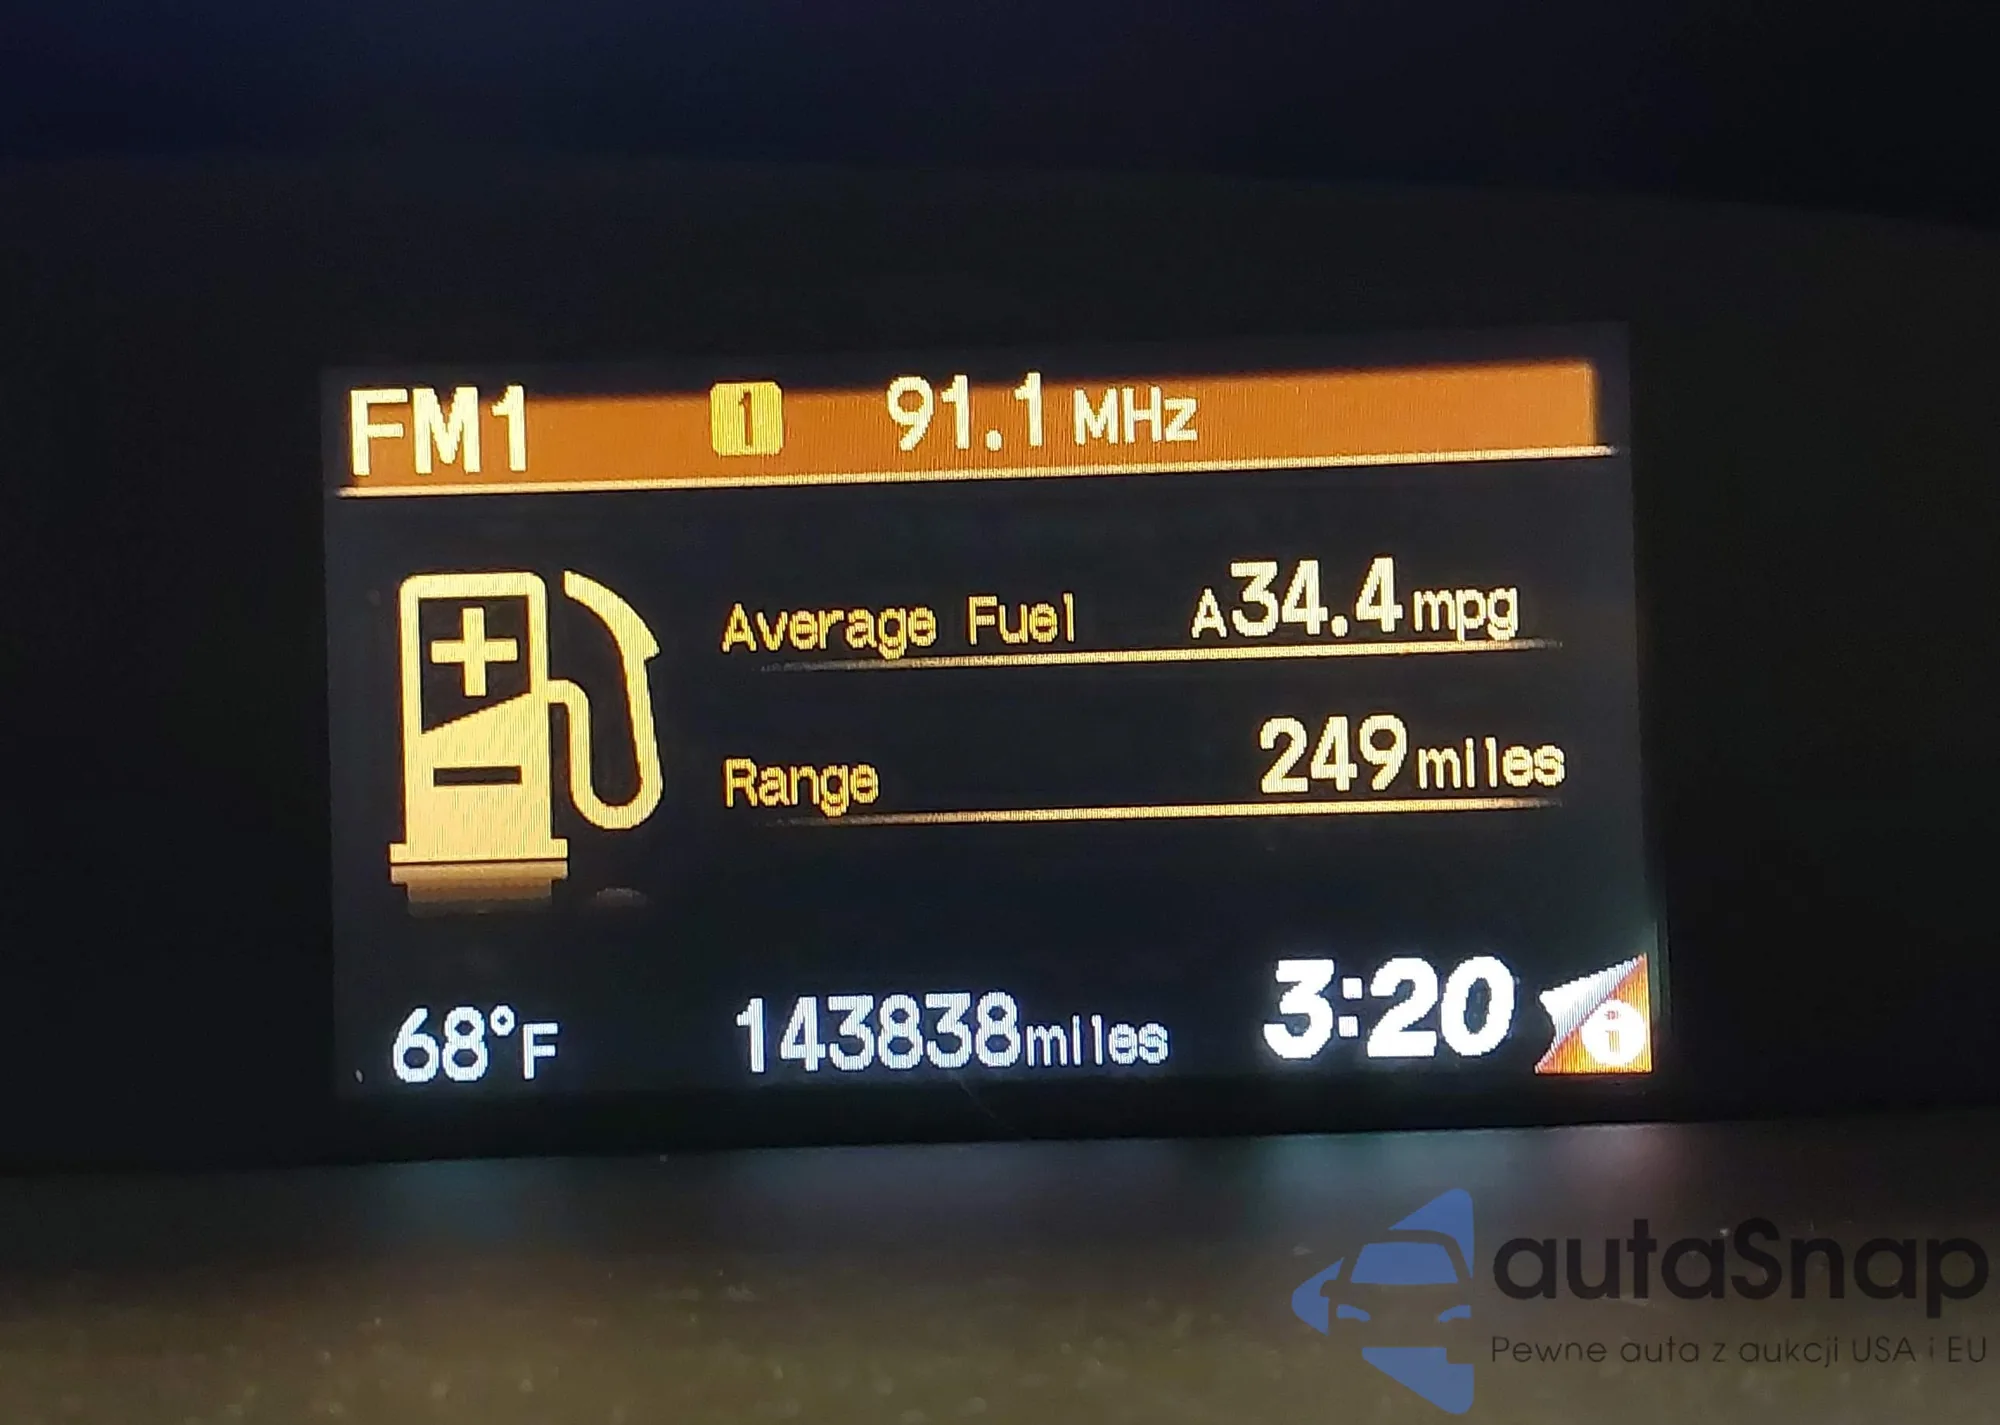 FM1 1 91.1 MHz
Average Fuel A34.4 mpg
Range 249 miles
68°F 143838 miles 3:20 i
autaSnap
Pewne auta z aukcji USA i EU